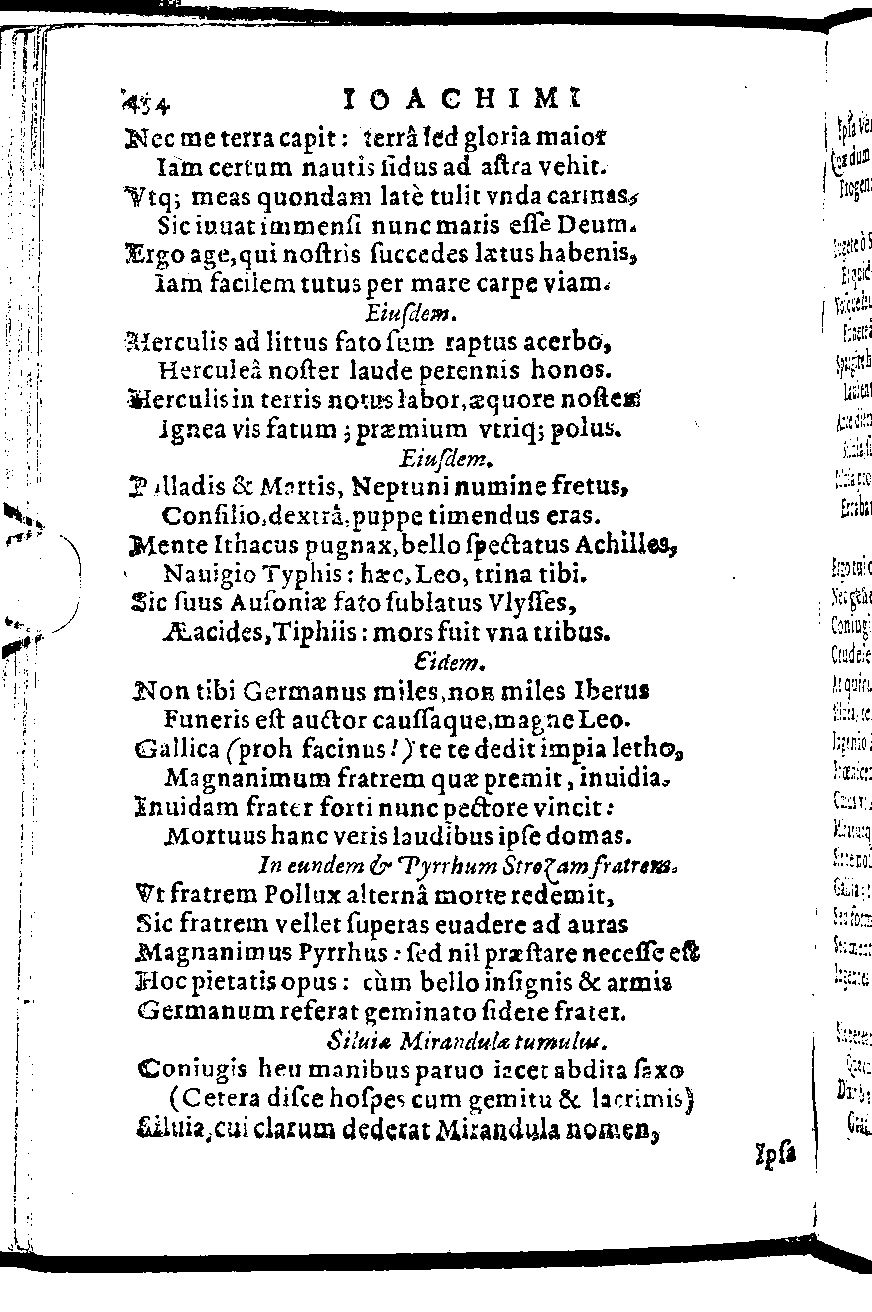 454 IOACHIMI
Nec me terra capit: terrâ sed gloria maior
Iam certum nautis sidus ad astra vehit.
Vtq; meas quondam latè tulit vnda carinas,
Sic iuuat immensi nunc maris esse Deum.
Ergo age, qui nostris succedes lætus habenis,
Iam facilem tutus per mare carpe viam.
Eiusdem.
Herculis ad littus fato sum raptus acerbo,
Herculeâ noster laude perennis honos.
Herculis in terris notus labor, æquore noster:
Ignea vis fatum; præmium vtriq; polus.
Eiusdem.
Palladis & Martis, Neptuni numine fretus,
Consilio, dextrâ, puppe timendus eras.
Mente Ithacus pugnax, bello spectatus Achilles,
Nauigio Typhis: hæc, Leo, trina tibi.
Sic suus Ausoniæ fato sublatus Vlysses,
Æacides, Tiphiis: mors fuit vna tribus.
Eidem.
Non tibi Germanus miles, non miles Iberus
Funeris est auctor caussaque, magne Leo.
Gallica (proh facinus!) te te dedit impia letho,
Magnanimum fratrem quæ premit, inuidia.
Inuidam frater forti nunc pectore vincit:
Mortuus hanc veris laudibus ipse domas.
In eundem & Pyrrhum Strozam fratrem.
Vt fratrem Pollux alternâ morte redemit,
Sic fratrem vellet superas euadere ad auras
Magnanimus Pyrrhus: sed nil præstare necesse est
Hoc pietatis opus: cùm bello insignis & armis
Germanum referat geminato sidere frater.
Siluiæ Mirandulæ tumulus.
Coniugis heu manibus paruo iacet abdita saxo
(Cetera disce hospes cum gemitu & lacrimis)
Siluia, cui clarum dederat Mirandula nomen,
Ipsa